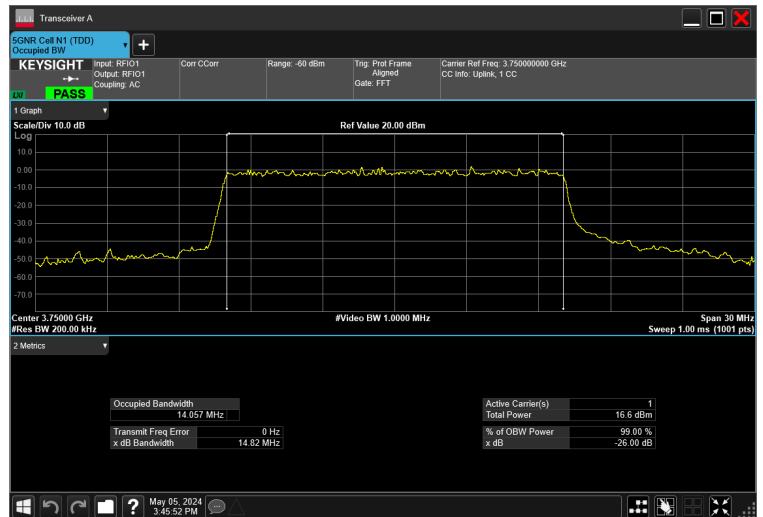 Transceiver A
5GNR Cell N1 (TDD)
Occupied BW
KEYSIGHT
LXI
PASS
Input: RFIO1
Output: RFIO1
Coupling: AC
Corr CCorr
Range: -60 dBm
Trig: Prot Frame
Aligned
Gate: FFT
Carrier Ref Freq: 3.750000000 GHz
CC Info: Uplink, 1 CC
1 Graph
Scale/Div 10.0 dB
Ref Value 20.00 dBm
Log
10.0
0.00
-10.0
-20.0
-30.0
-40.0
-50.0
-60.0
-70.0
Center 3.75000 GHz
#Video BW 1.0000 MHz
Span 30 MHz
#Res BW 200.00 kHz
Sweep 1.00 ms (1001 pts)
2 Metrics
Occupied Bandwidth
14.057 MHz
Transmit Freq Error 0 Hz
x dB Bandwidth 14.82 MHz
Active Carrier(s) 1
Total Power 16.6 dBm
% of OBW Power 99.00 %
x dB -26.00 dB
?
May 05, 2024
3:45:52 PM